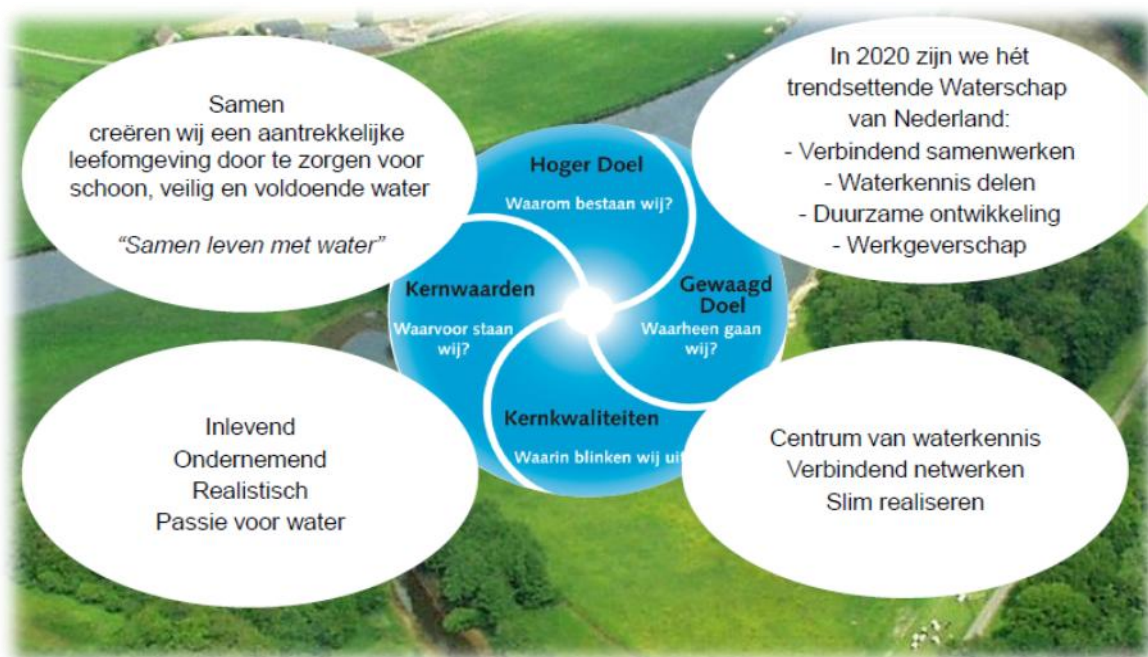 Samen
creëren wij een aantrekkelijke
leefomgeving door te zorgen voor
schoon, veilig en voldoende water
“Samen leven met water”
In 2020 zijn we hét
trendsettende Waterschap
van Nederland:
- Verbindend samenwerken
- Waterkennis delen
- Duurzame ontwikkeling
- Werkgeverschap
Hoger Doel
Waarom bestaan wij?
Kernwaarden
Waarvoor staan
wij?
Gewaagd
Doel
Waarheen gaan
wij?
Kernkwaliteiten
Waarin blinken wij uit
Inlevend
Ondernemend
Realistisch
Passie voor water
Centrum van waterkennis
Verbindend netwerken
Slim realiseren